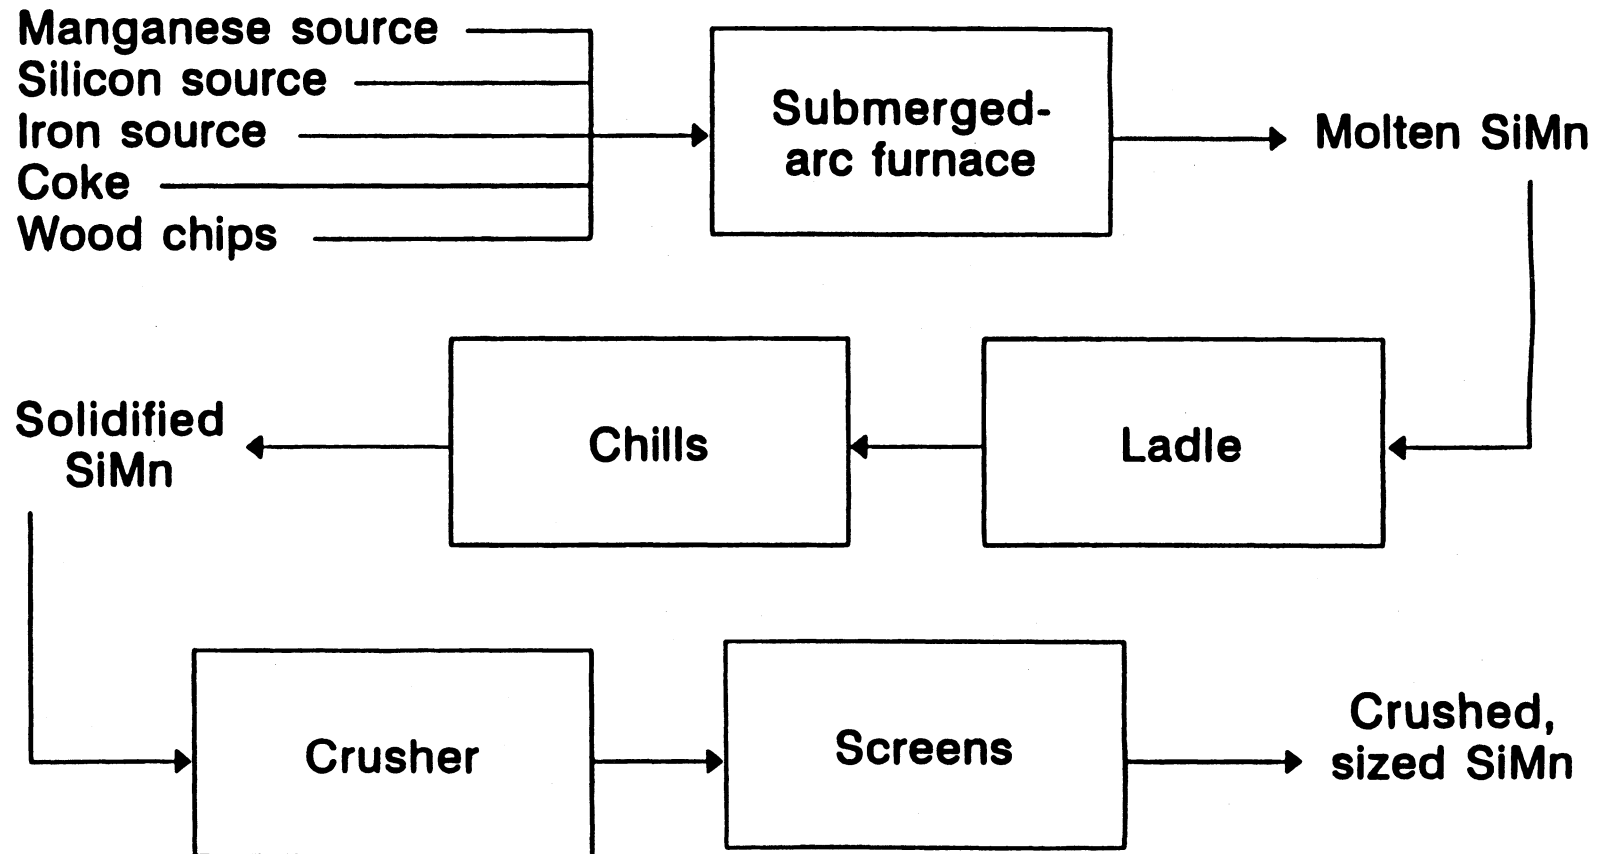 Manganese source
Silicon source
Iron source
Coke
Wood chips
Submerged-
arc furnace
Molten SiMn
Solidified
SiMn
Chills
Ladle
Crusher
Screens
Crushed,
sized SiMn